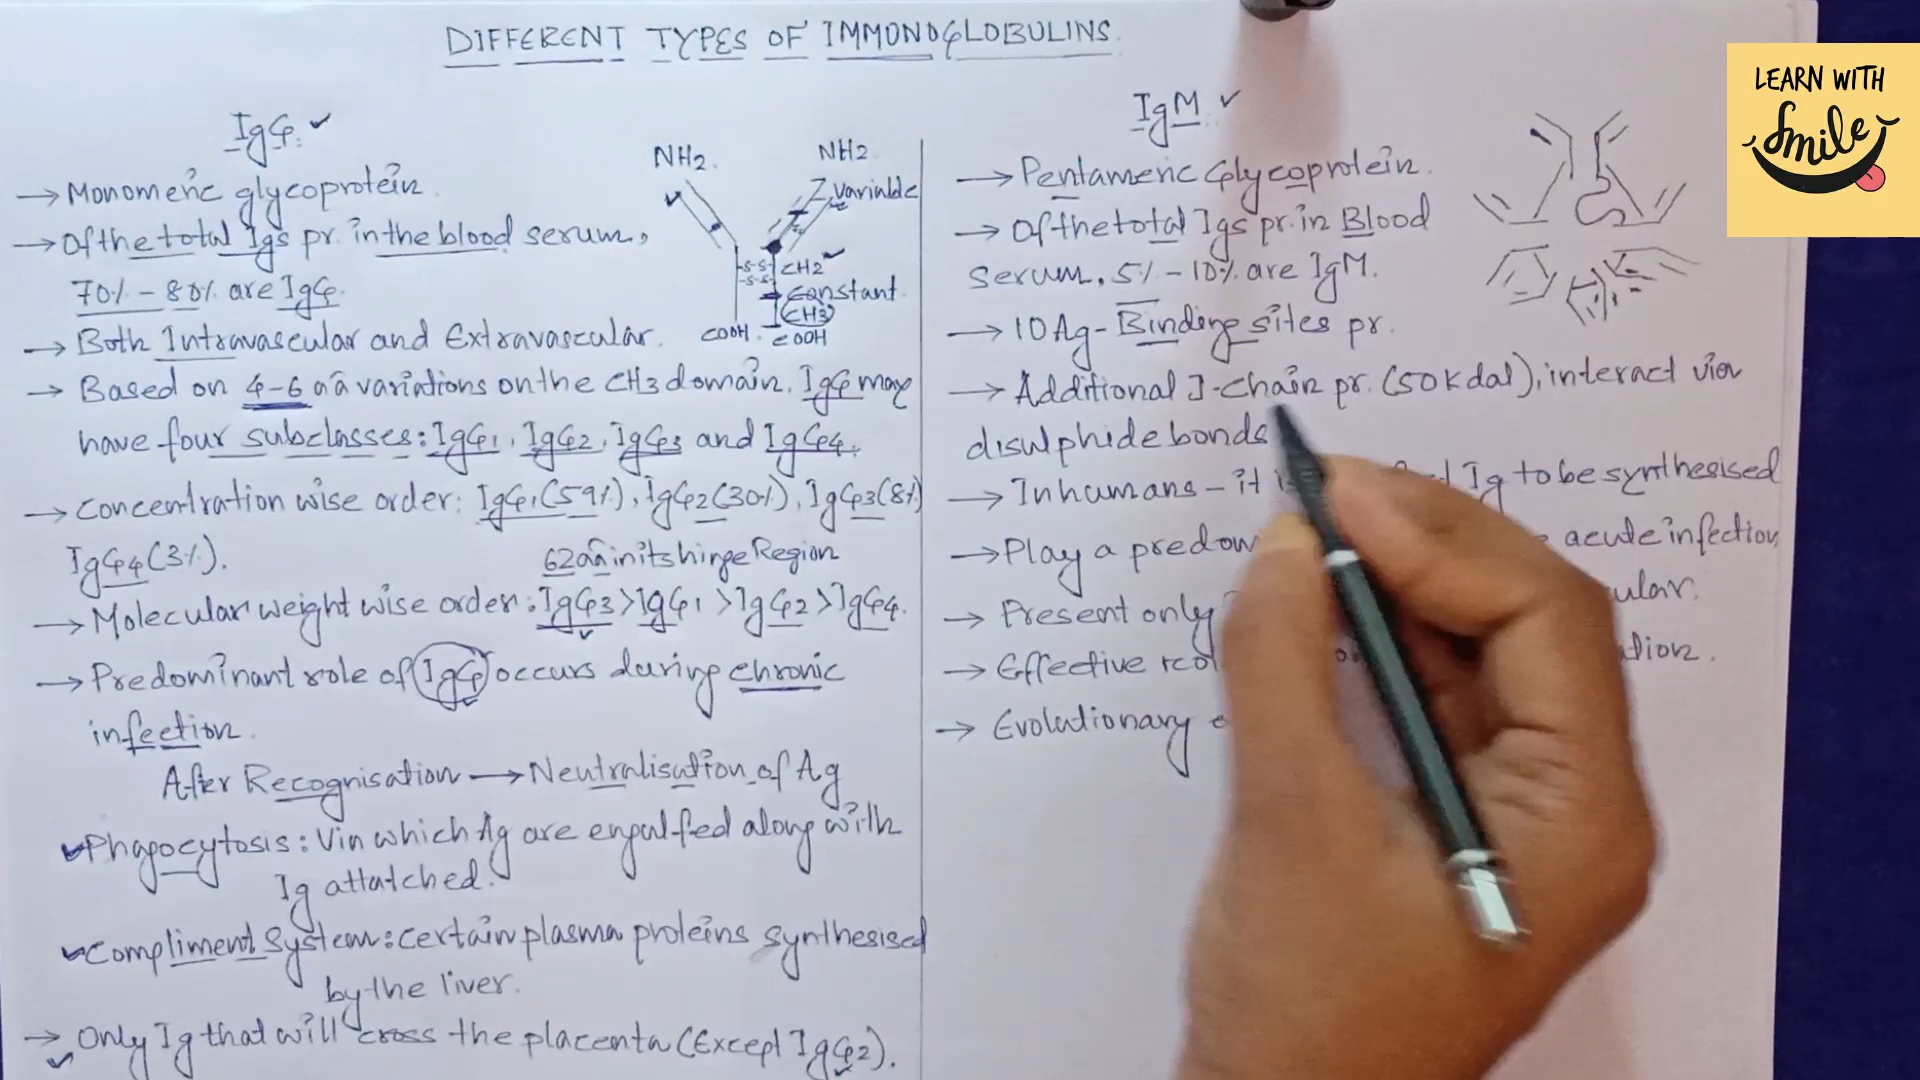 DIFFERENT TYPES OF IMMUNOGLOBULINS
LEARN WITH
Smile
IgG
→ Monomeric glycoprotein.
→ Of the total Igs pr. in the blood serum,
70% - 80% are IgG.
→ Both Intravascular and Extravascular.
→ Based on 4-6 aa variations on the CH3 domain. IgG may
have four subclasses: IgG1, IgG2, IgG3 and IgG4.
→ Concentration wise order: IgG1(59%), IgG2(30%), IgG3(8%)
IgG4(3%).
62aa in its hinge Region
→ Molecular weight wise order: IgG3 > IgG1 > IgG2 > IgG4.
→ Predominant role of IgG occurs during chronic
infection.
After Recognisation → Neutralisation of Ag
Phagocytosis: Via which Ag are engulfed along with
Ig attatched.
Compliment System: certain plasma proteins synthesised
by the liver.
→ Only Ig that will cross the placenta (Except IgG2).
NH2
NH2
variable
-S-S-
CH2
-S-S-
constant
CH3
COOH
COOH
IgM
→ Pentameric Glycoprotein.
→ Of the total Igs pr. in Blood
serum, 5% - 10% are IgM.
→ 10 Ag-Binding sites pr.
→ Additional J-chain pr. (50Kdal), interact via
disulphide bonds
→ In humans - it Ig to be synthesised
→ Play a acute infection
→ Present only
→ Effective
→ Evolutionary